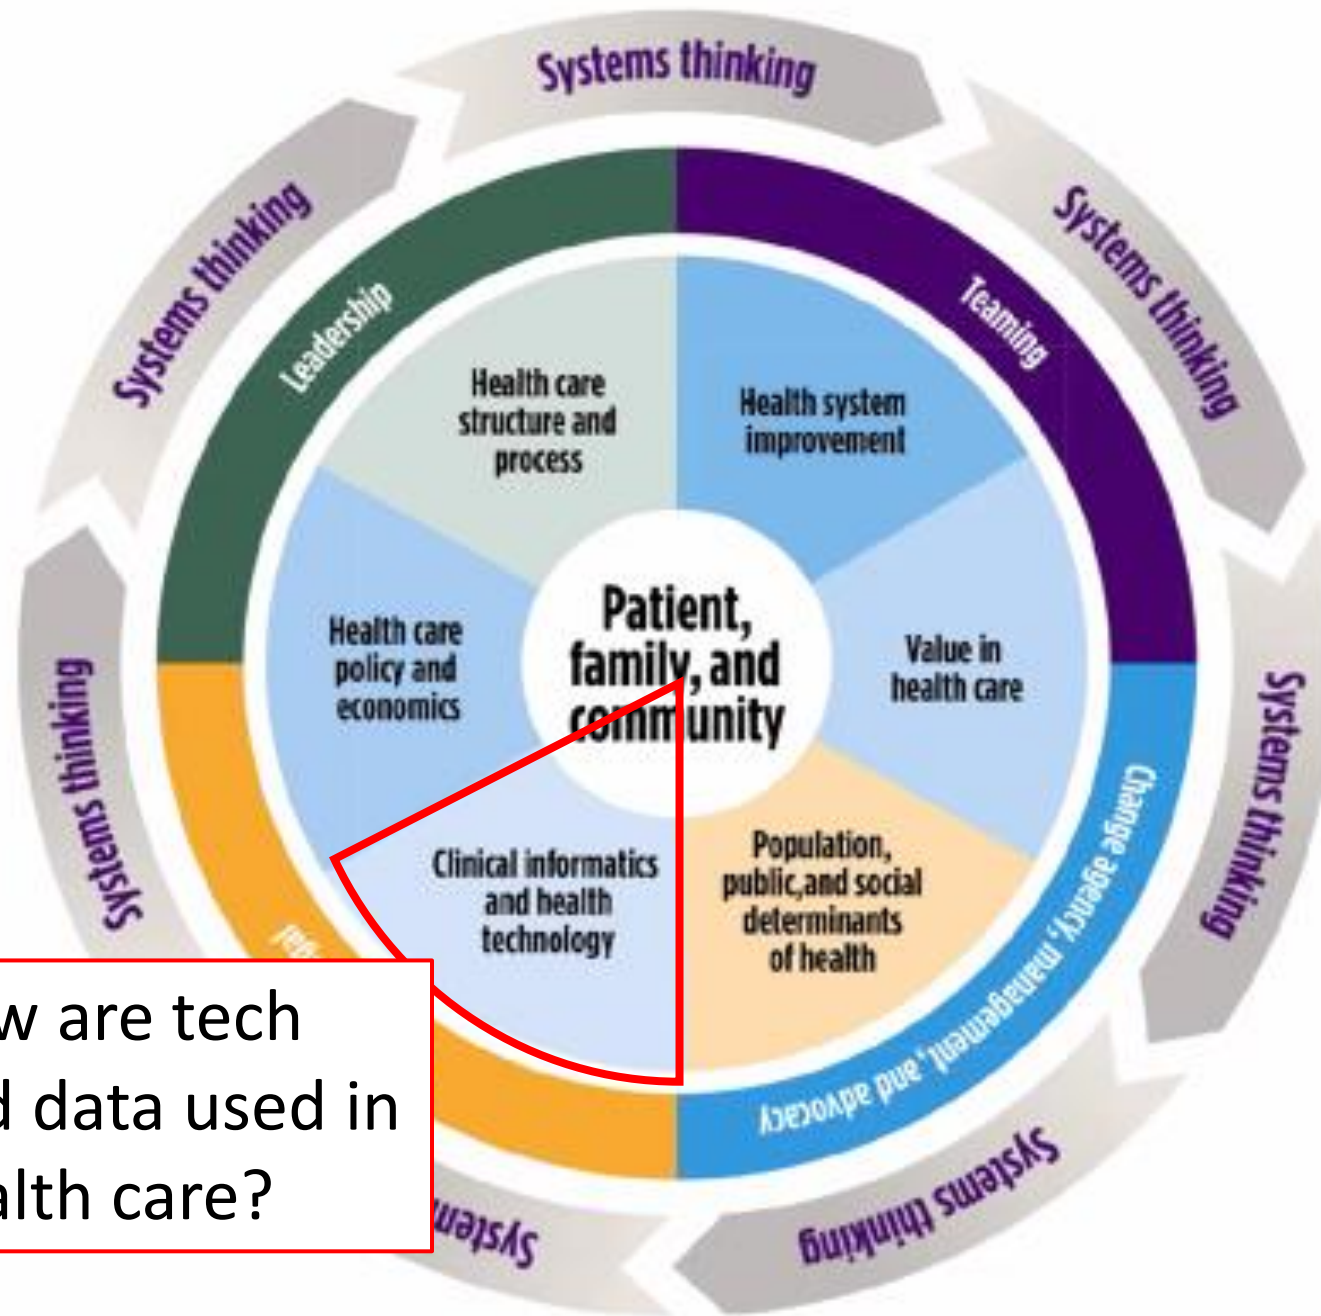 Systems thinking
Systems thinking
Systems thinking
Systems thinking
Systems thinking
Systems thinking
Leadership
Teaming
Health care
structure and
process
Health system
improvement
Health care
policy and
economics
Patient,
family, and
community
Value in
health care
Clinical informatics
and health
technology
Population,
public, and social
determinants
of health
Change agency, management, and advocacy
w are tech
d data used in
alth care?